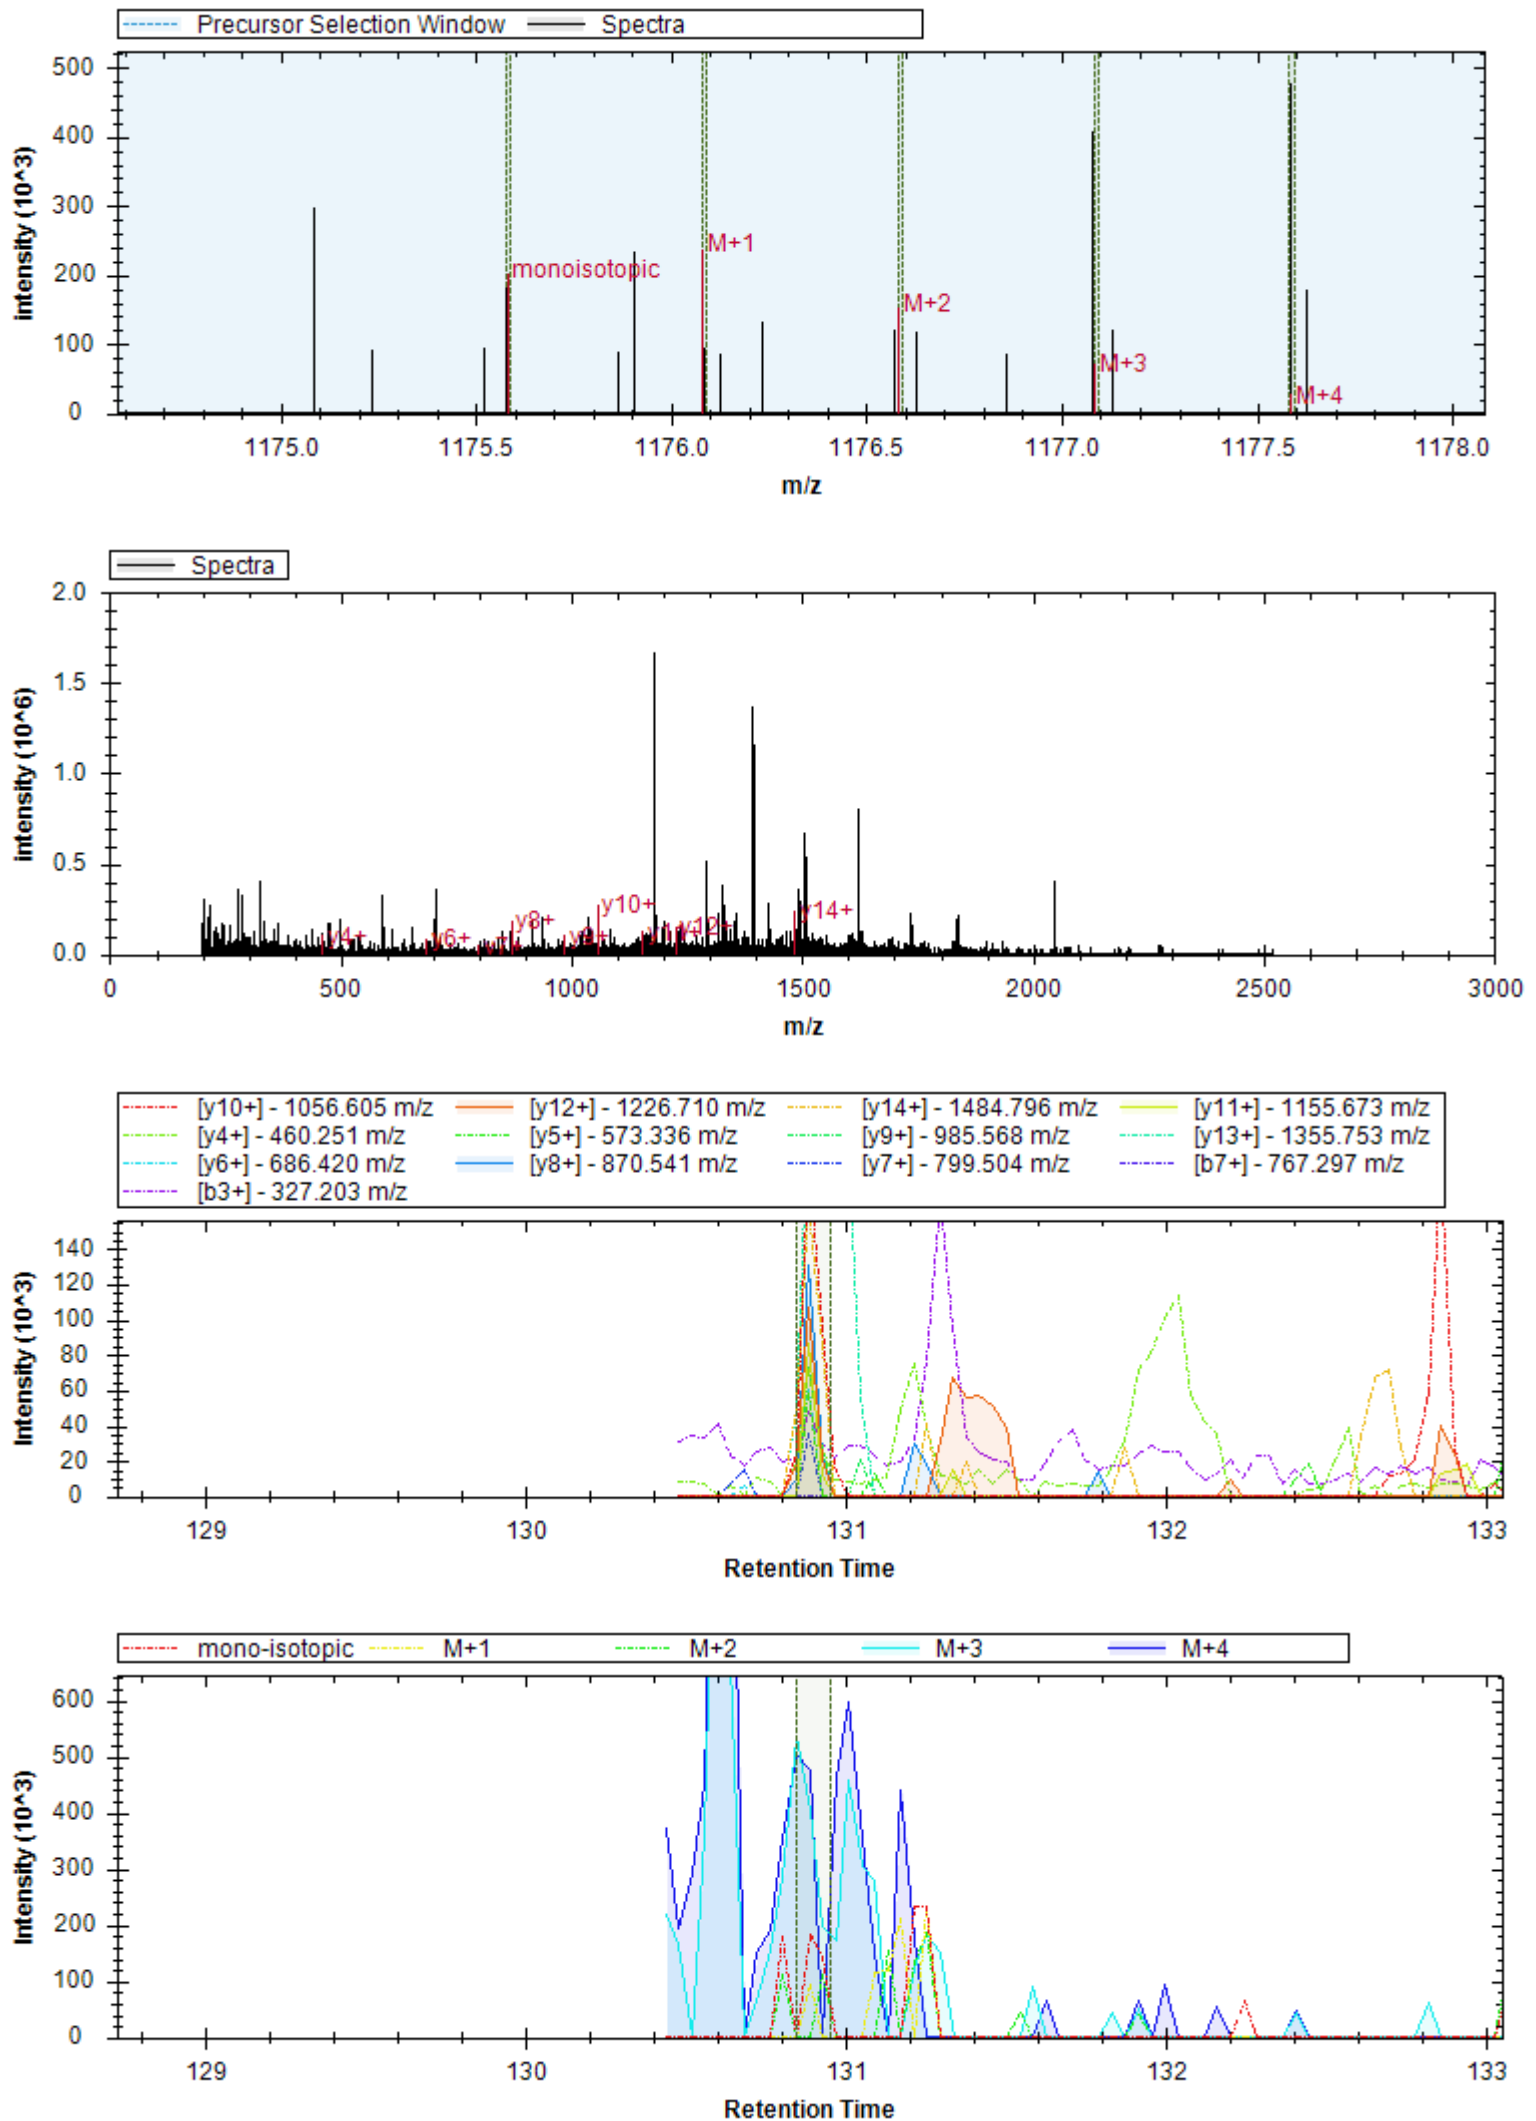 Precursor Selection Window Spectra
500
400
300
200
100
0
intensity (10^3)
monoisotopic
M+1
M+2
M+3
M+4
1175.0 1175.5 1176.0 1176.5 1177.0 1177.5 1178.0
m/z
Spectra
2.0
1.5
1.0
0.5
0.0
intensity (10^6)
y4+ y6+ y8+ y9+ y10+ y12+ y14+
0 500 1000 1500 2000 2500 3000
m/z
[y10+] - 1056.605 m/z [y12+] - 1226.710 m/z [y14+] - 1484.796 m/z [y11+] - 1155.673 m/z
[y4+] - 460.251 m/z [y5+] - 573.336 m/z [y9+] - 985.568 m/z [y13+] - 1355.753 m/z
[y6+] - 686.420 m/z [y8+] - 870.541 m/z [y7+] - 799.504 m/z [b7+] - 767.297 m/z
[b3+] - 327.203 m/z
140
120
100
80
60
40
20
0
Intensity (10^3)
129 130 131 132 133
Retention Time
mono-isotopic M+1 M+2 M+3 M+4
600
500
400
300
200
100
0
Intensity (10^3)
129 130 131 132 133
Retention Time